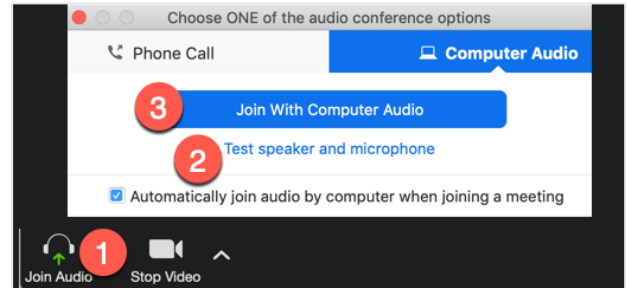 Choose ONE of the audio conference options
Phone Call
Computer Audio
3
Join With Computer Audio
2
Test speaker and microphone
Automatically join audio by computer when joining a meeting
1
Join Audio
Stop Video